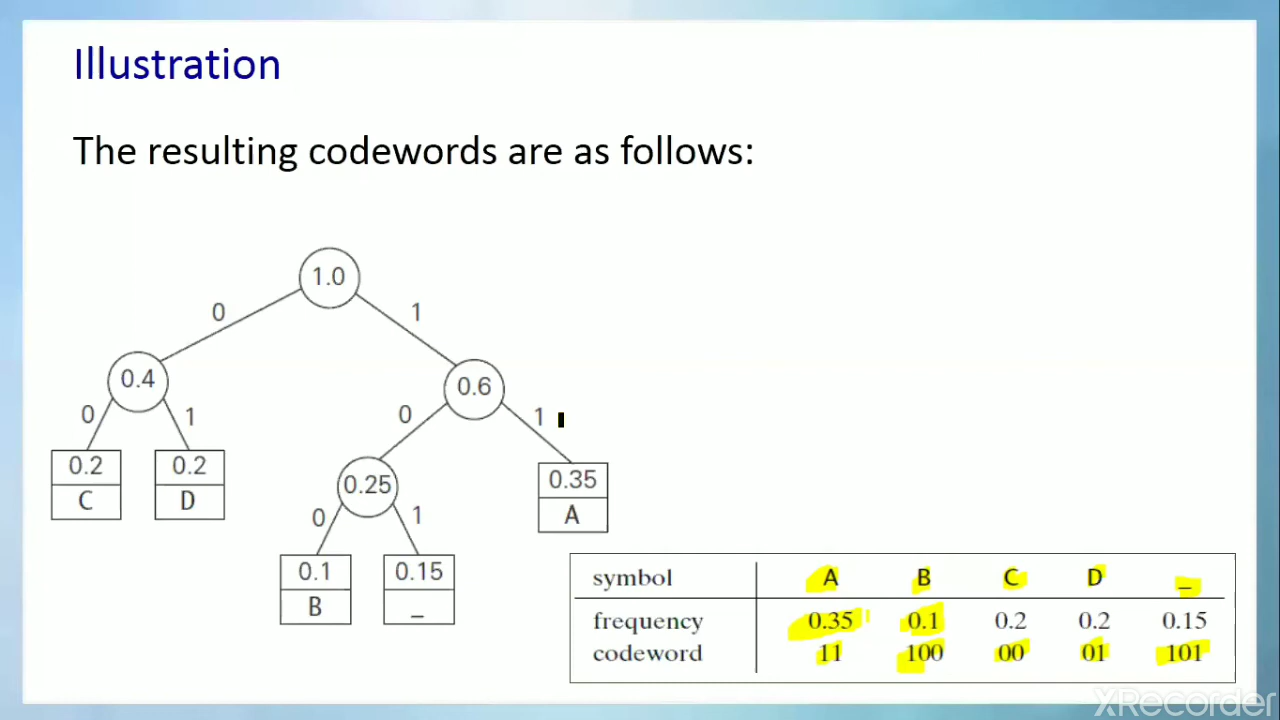 Illustration
The resulting codewords are as follows:
1.0
0 1
0.4 0.6
0 1 0 1
0.2 0.2 0.25 0.35
C D A
0 1
0.1 0.15
B _
symbol A B C D _
frequency 0.35 0.1 0.2 0.2 0.15
codeword 11 100 00 01 101
XRecorder